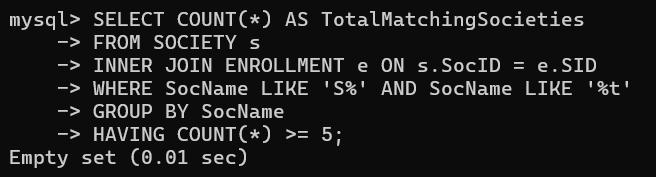 mysql> SELECT COUNT(*) AS TotalMatchingSocieties
-> FROM SOCIETY s
-> INNER JOIN ENROLLMENT e ON s.SocID = e.SID
-> WHERE SocName LIKE 'S%' AND SocName LIKE '%t'
-> GROUP BY SocName
-> HAVING COUNT(*) >= 5;
Empty set (0.01 sec)